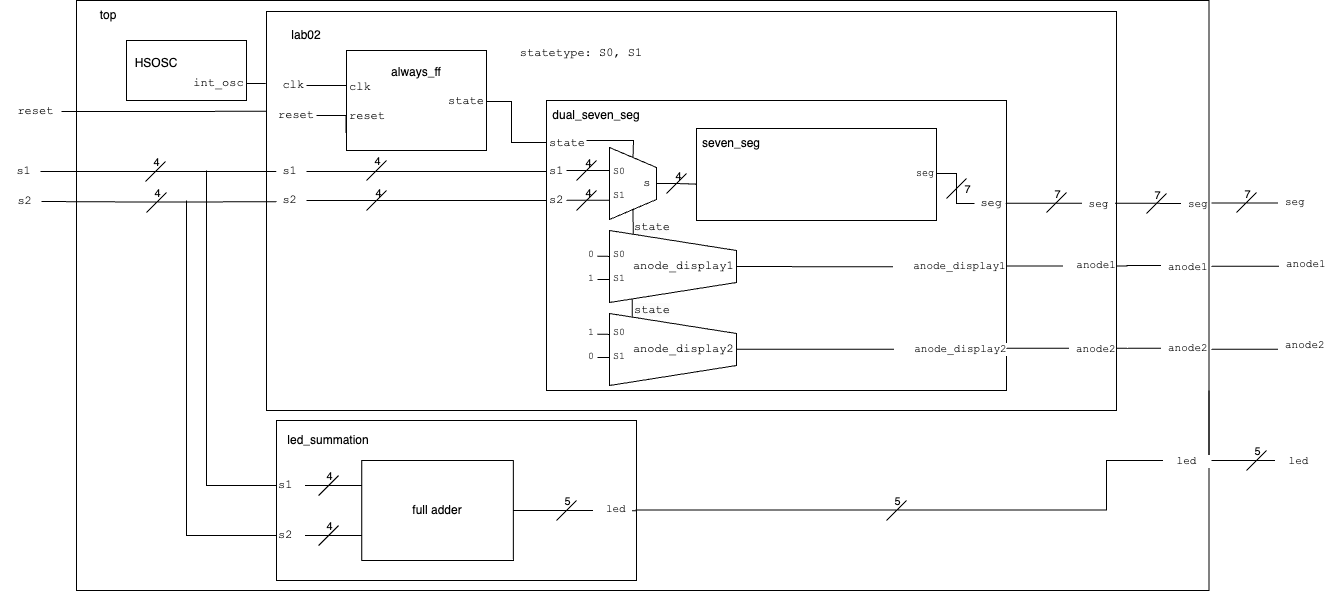 top
lab02
HSOSC
int_osc
statetype: S0, S1
always_ff
clk
clk
state
reset
reset
reset
dual_seven_seg
state
seven_seg
s1
4
s1
4
s1
4
S0
s
4
seg
7
s2
4
s2
4
s2
4
S1
seg
7
seg
7
seg
7
seg
state
0
S0
anode_display1
anode_display1
anode1
anode1
anode1
1
S1
state
1
S0
anode_display2
anode_display2
anode2
anode2
anode2
0
S1
led_summation
s1
4
full adder
5
led
5
led
5
led
s2
4